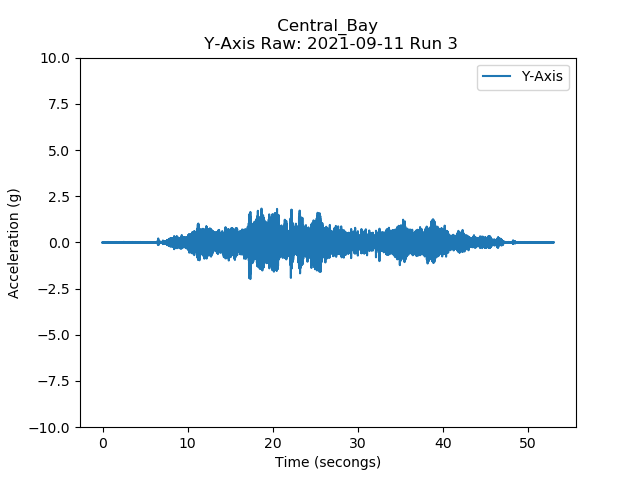 Central_Bay
Y-Axis Raw: 2021-09-11 Run 3
Y-Axis
10.0
7.5
5.0
2.5
0.0
−2.5
−5.0
−7.5
−10.0
Acceleration (g)
0 10 20 30 40 50
Time (secongs)